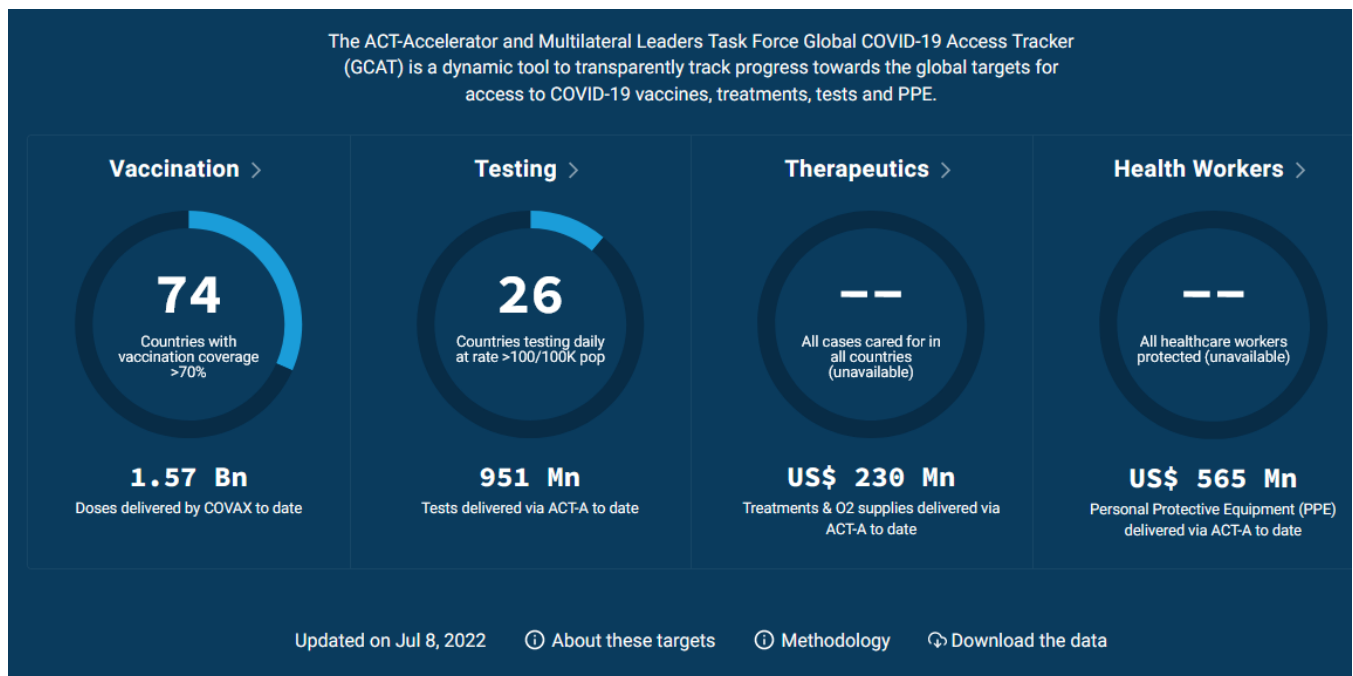 The ACT-Accelerator and Multilateral Leaders Task Force Global COVID-19 Access Tracker
(GCAT) is a dynamic tool to transparently track progress towards the global targets for
access to COVID-19 vaccines, treatments, tests and PPE.
Vaccination >
74
Countries with
vaccination coverage
>70%
1.57 Bn
Doses delivered by COVAX to date
Testing >
26
Countries testing daily
at rate >100/100K pop
951 Mn
Tests delivered via ACT-A to date
Therapeutics >
––
All cases cared for in
all countries
(unavailable)
US$ 230 Mn
Treatments & O2 supplies delivered via
ACT-A to date
Health Workers >
––
All healthcare workers
protected (unavailable)
US$ 565 Mn
Personal Protective Equipment (PPE)
delivered via ACT-A to date
Updated on Jul 8, 2022 About these targets Methodology Download the data